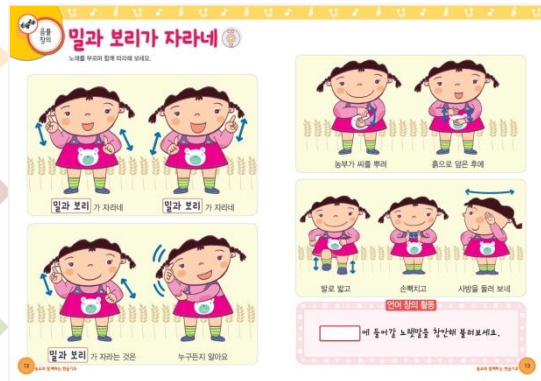 음률
창의
밀과 보리가 자라네
노래를 부르며 함께 따라해 보세요.
밀과 보리 가 자라네
밀과 보리 가 자라네
밀과 보리 가 자라는 것은
누구든지 알아요
12
농부가 씨를 뿌려
흙으로 덮은 후에
발로 밟고
손뼉치고
사방을 둘러 보네
언어 창의 활동
에 들어갈 노랫말을 창안해 불러보세요.
13